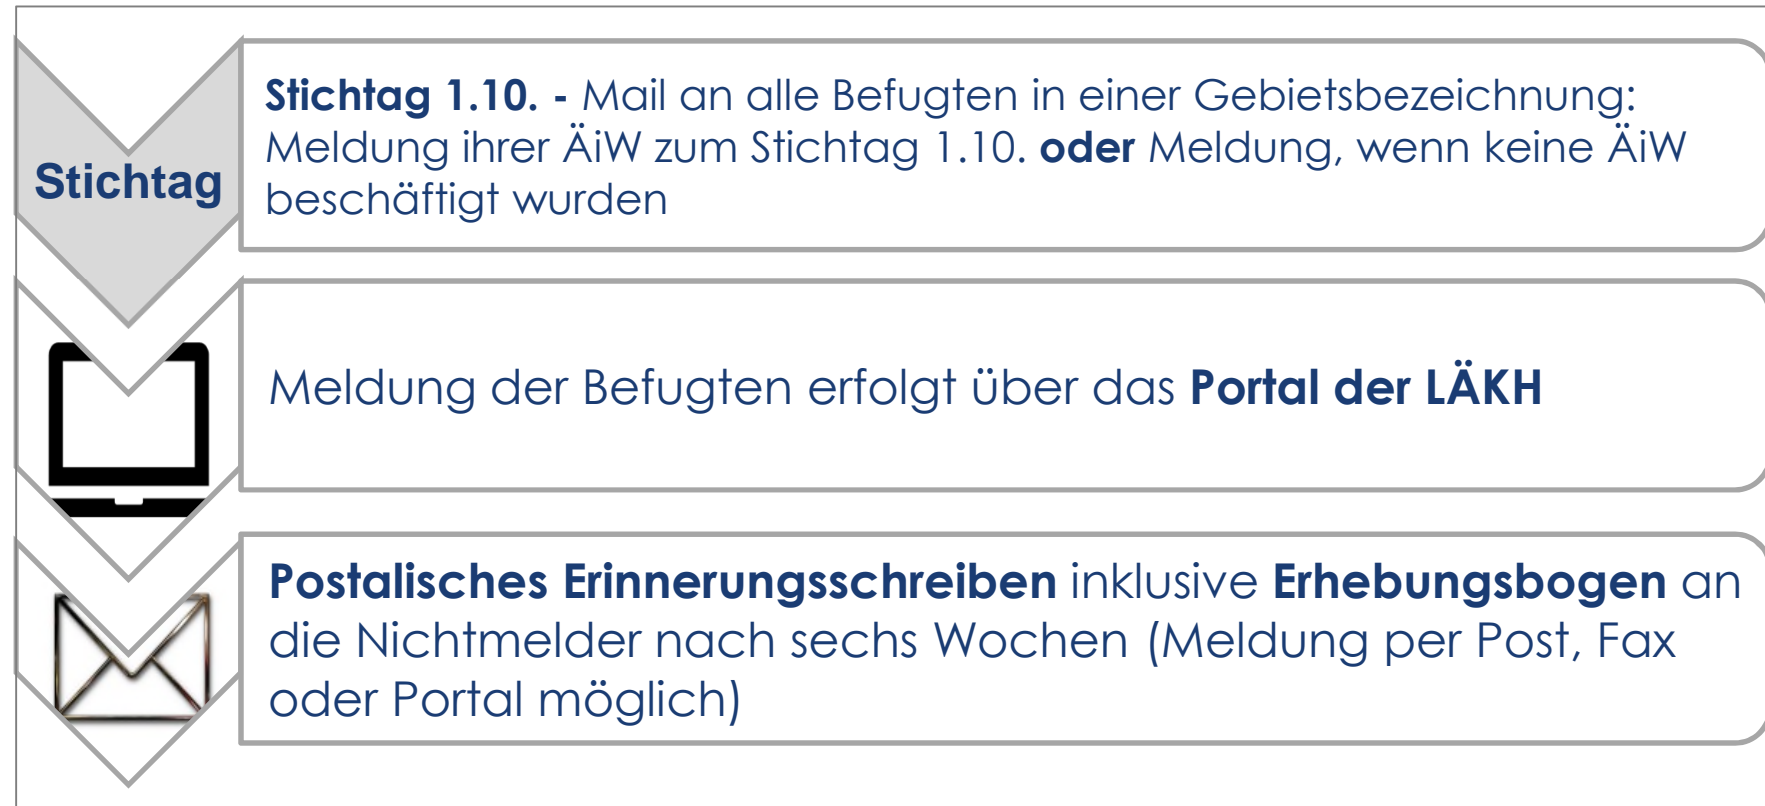 Stichtag
Stichtag 1.10. - Mail an alle Befugten in einer Gebietsbezeichnung:
Meldung ihrer ÄiW zum Stichtag 1.10. oder Meldung, wenn keine ÄiW
beschäftigt wurden
Meldung der Befugten erfolgt über das Portal der LÄKH
Postalisches Erinnerungsschreiben inklusive Erhebungsbogen an
die Nichtmelder nach sechs Wochen (Meldung per Post, Fax
oder Portal möglich)